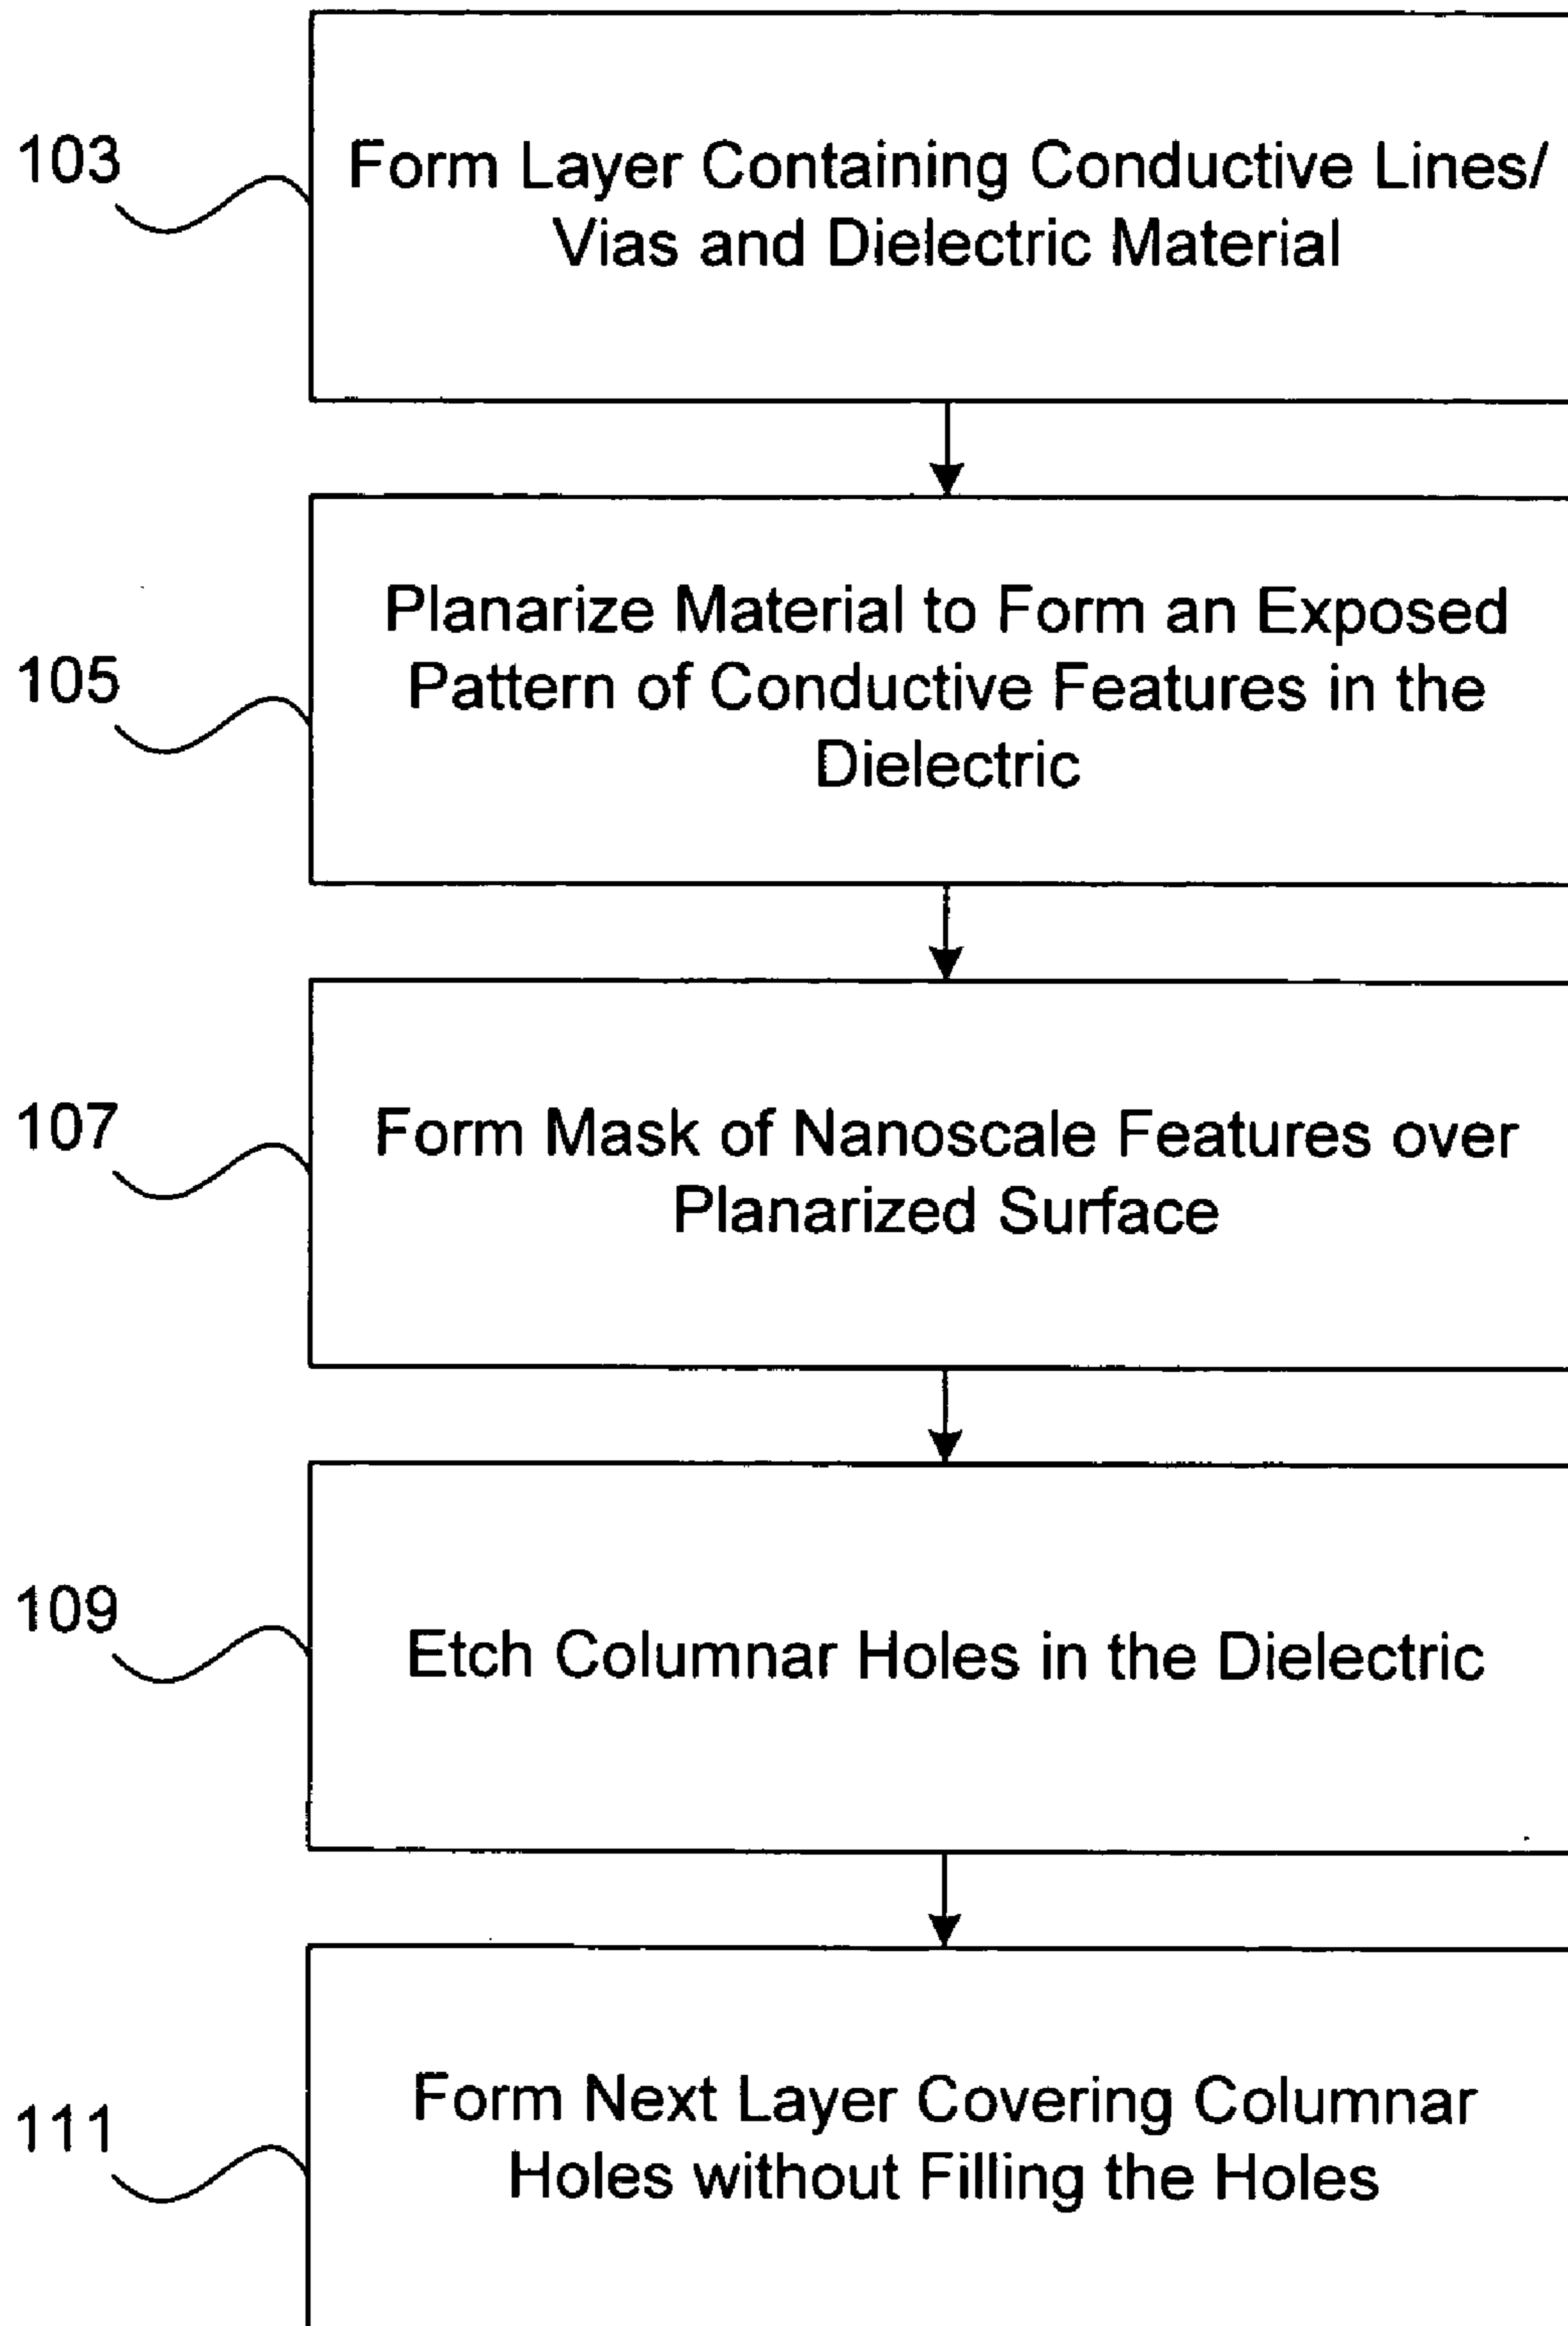 103
Form Layer Containing Conductive Lines/
Vias and Dielectric Material
105
Planarize Material to Form an Exposed
Pattern of Conductive Features in the
Dielectric
107
Form Mask of Nanoscale Features over
Planarized Surface
109
Etch Columnar Holes in the Dielectric
111
Form Next Layer Covering Columnar
Holes without Filling the Holes